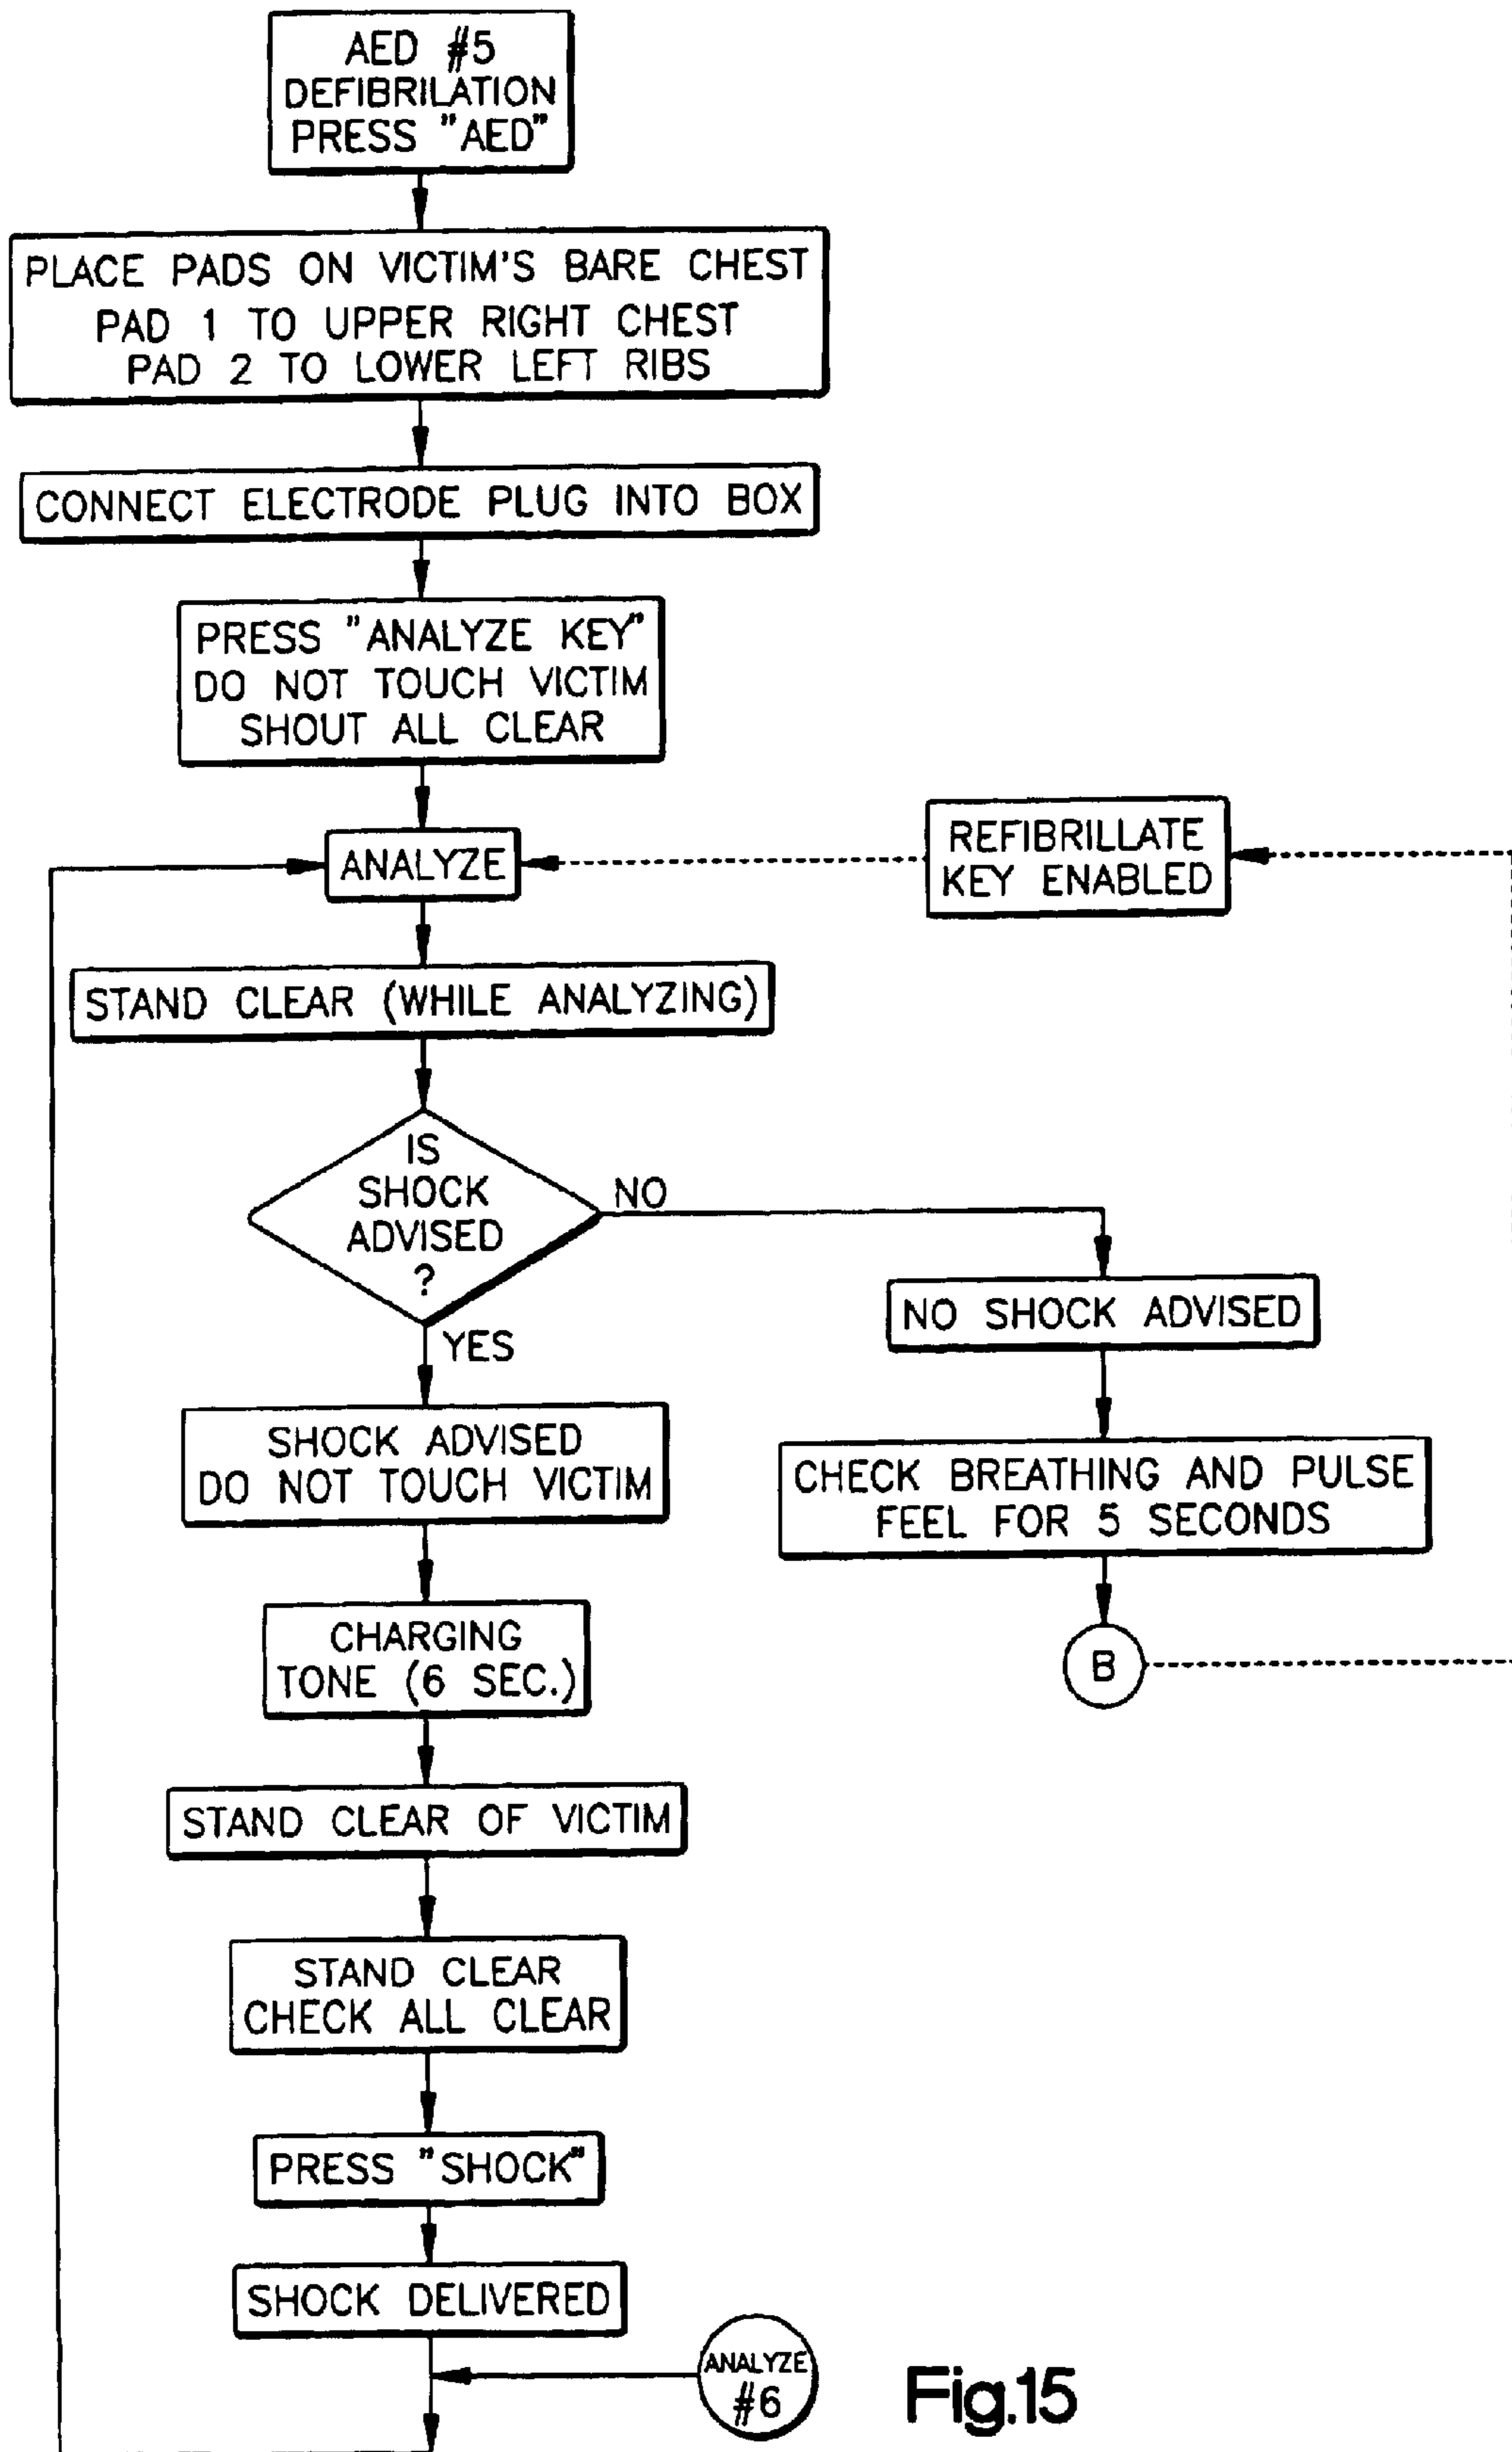 AED #5
DEFIBRILATION
PRESS "AED"
PLACE PADS ON VICTIM'S BARE CHEST
PAD 1 TO UPPER RIGHT CHEST
PAD 2 TO LOWER LEFT RIBS
CONNECT ELECTRODE PLUG INTO BOX
PRESS "ANALYZE KEY"
DO NOT TOUCH VICTIM
SHOUT ALL CLEAR
ANALYZE
REFIBRILLATE
KEY ENABLED
STAND CLEAR (WHILE ANALYZING)
IS
SHOCK
ADVISED
?
NO
YES
NO SHOCK ADVISED
CHECK BREATHING AND PULSE
FEEL FOR 5 SECONDS
B
SHOCK ADVISED
DO NOT TOUCH VICTIM
CHARGING
TONE (6 SEC.)
STAND CLEAR OF VICTIM
STAND CLEAR
CHECK ALL CLEAR
PRESS "SHOCK"
SHOCK DELIVERED
ANALYZE
#6
Fig.15